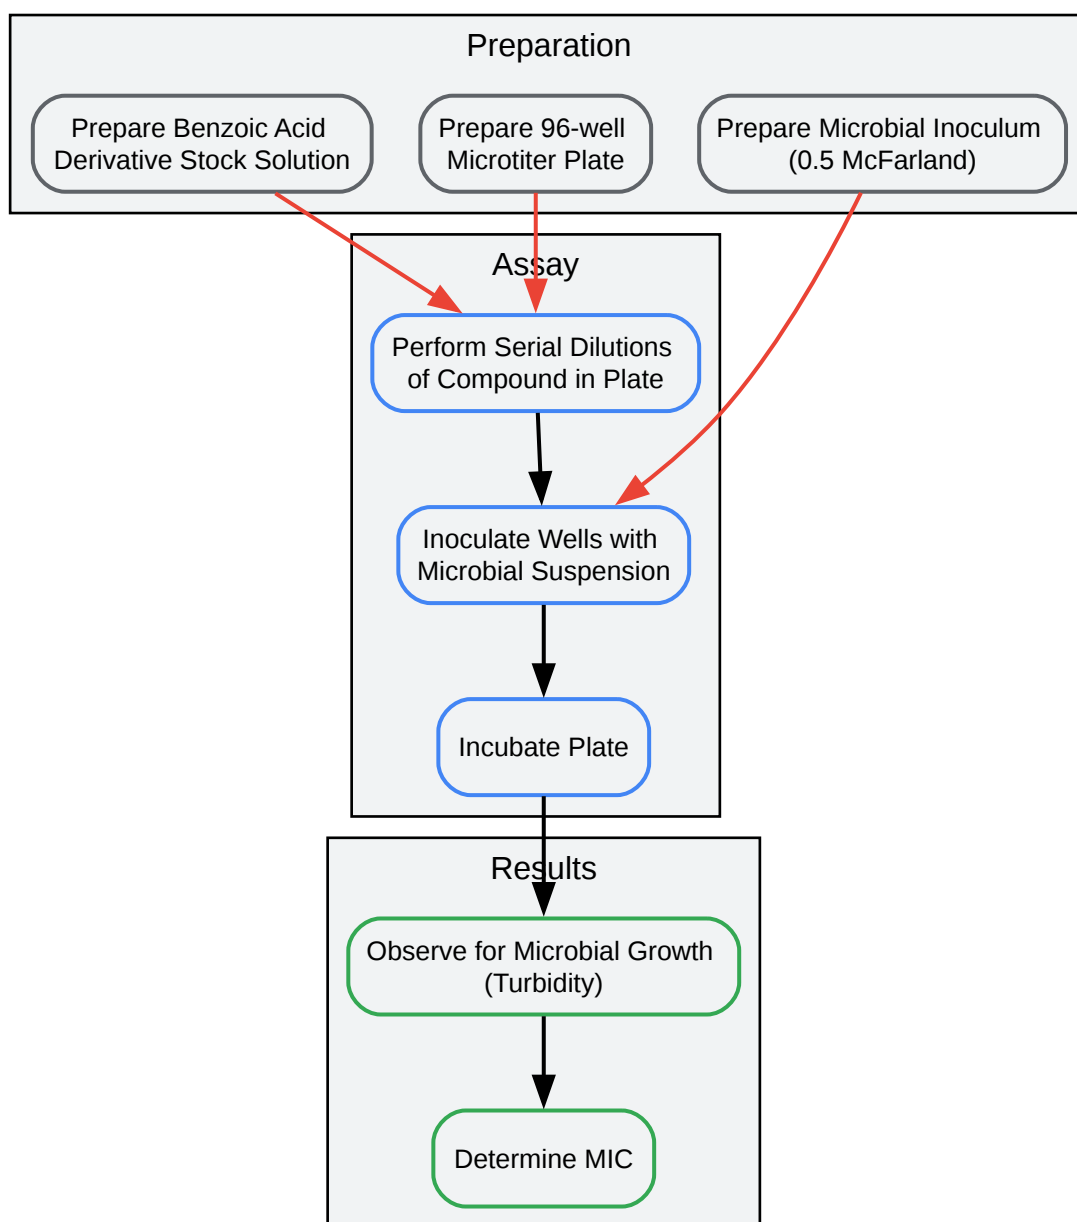 Preparation
Prepare Benzoic Acid
Derivative Stock Solution
Prepare 96-well
Microtiter Plate
Prepare Microbial Inoculum
(0.5 McFarland)
Assay
Perform Serial Dilutions
of Compound in Plate
Inoculate Wells with
Microbial Suspension
Incubate Plate
Results
Observe for Microbial Growth
(Turbidity)
Determine MIC